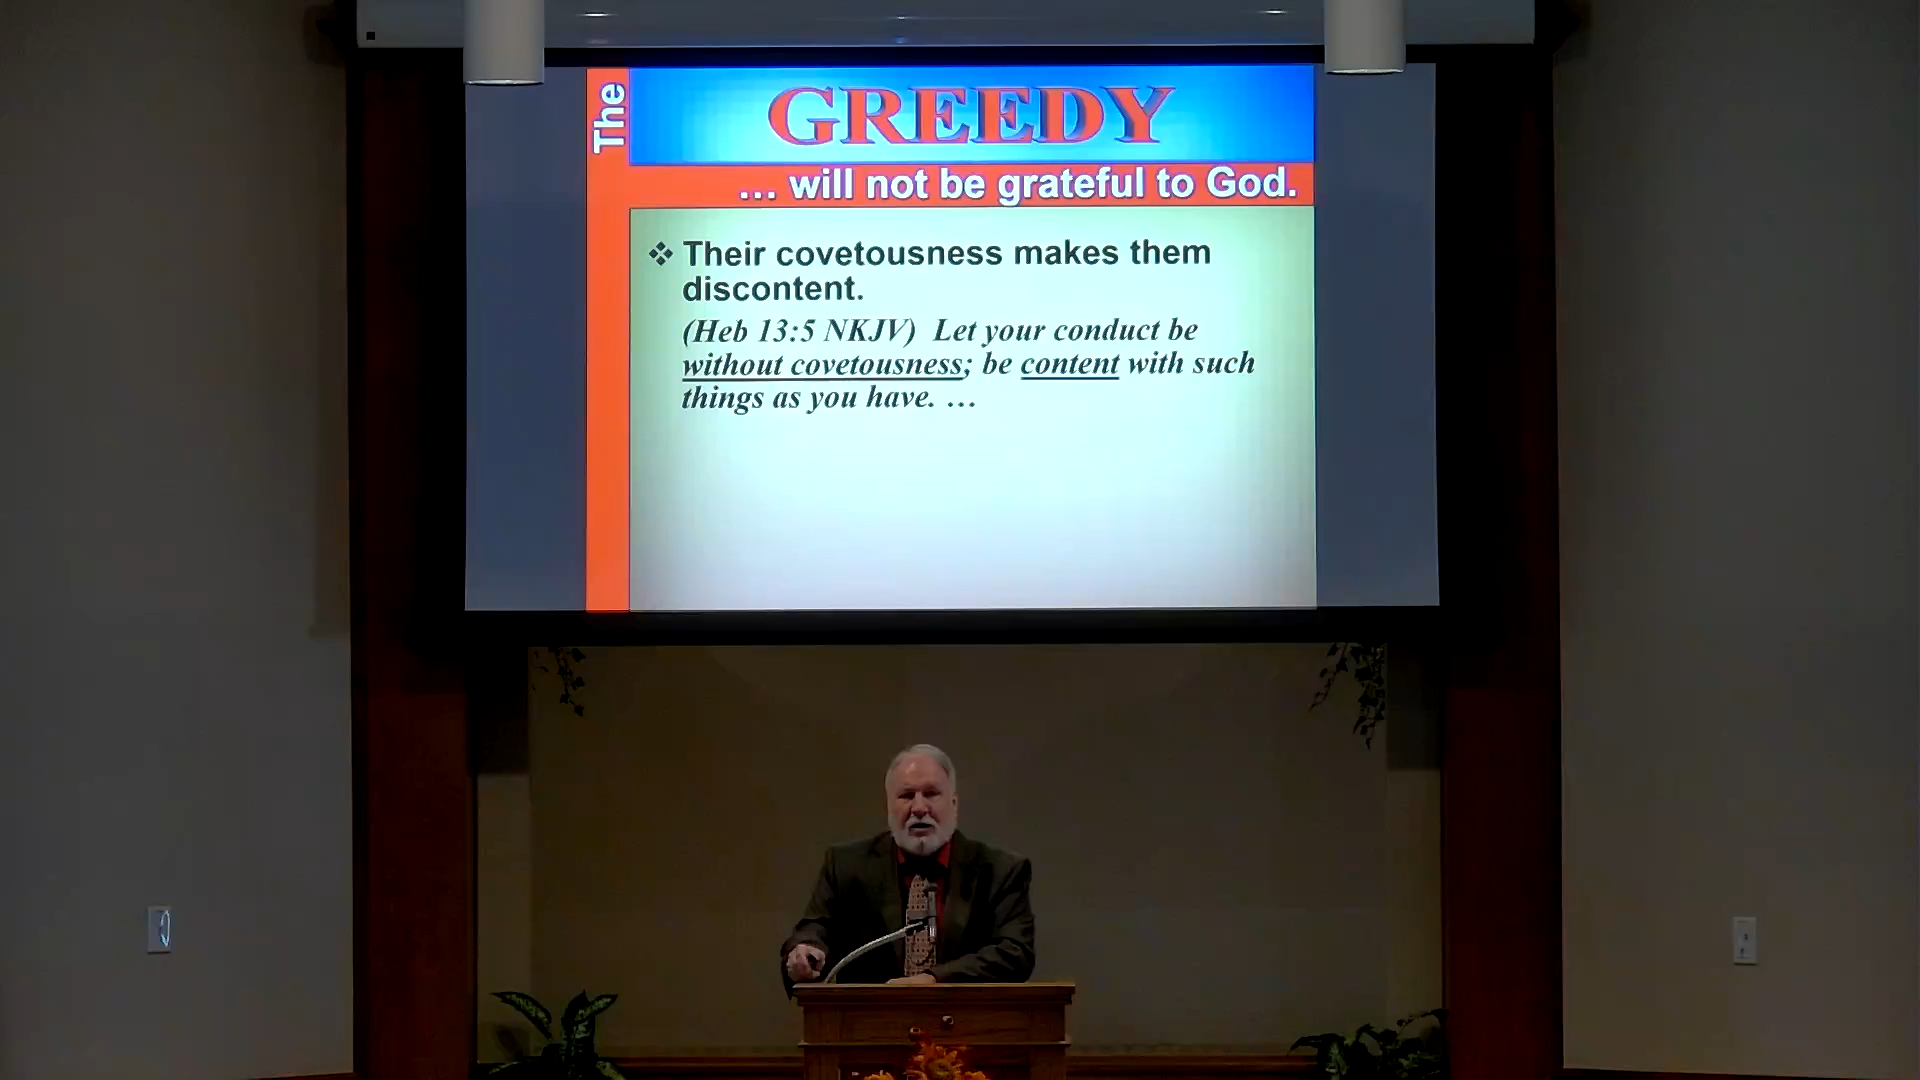 The
GREEDY
… will not be grateful to God.
❖ Their covetousness makes them
discontent.
(Heb 13:5 NKJV) Let your conduct be
without covetousness; be content with such
things as you have. …